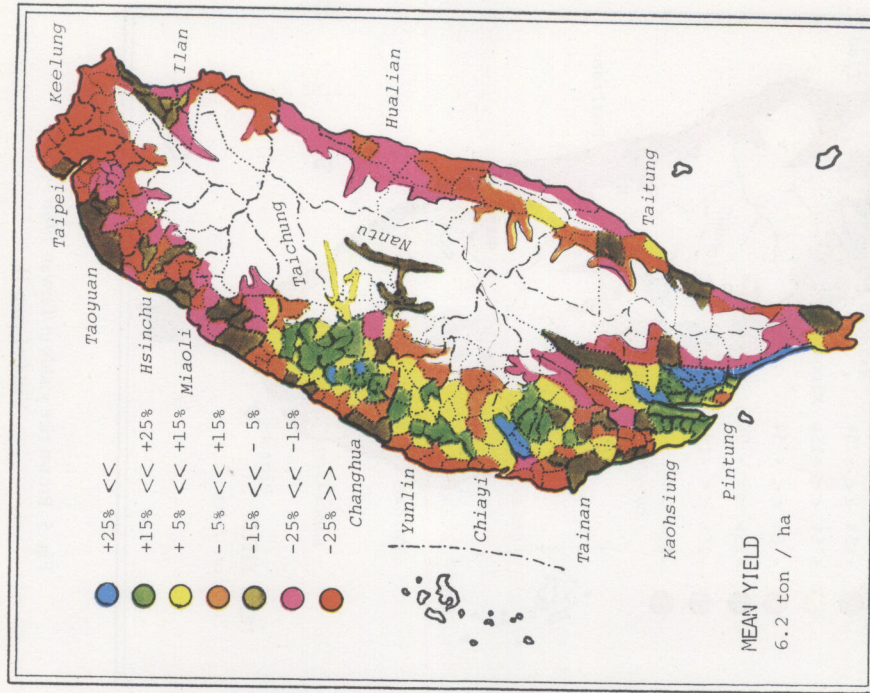 Keelung
Ilan
Taipei
Taoyuan
Hsinchu
Miaoli
Taichung
Nantu
Hualian
Changhua
Yunlin
Chiayi
Tainan
Kaohsiung
Pintung
Taitung
+25% <<
+15% << +25%
+ 5% << +15%
- 5% << +15%
-15% << - 5%
-25% << -15%
-25% >>
MEAN YIELD
6.2 ton / ha